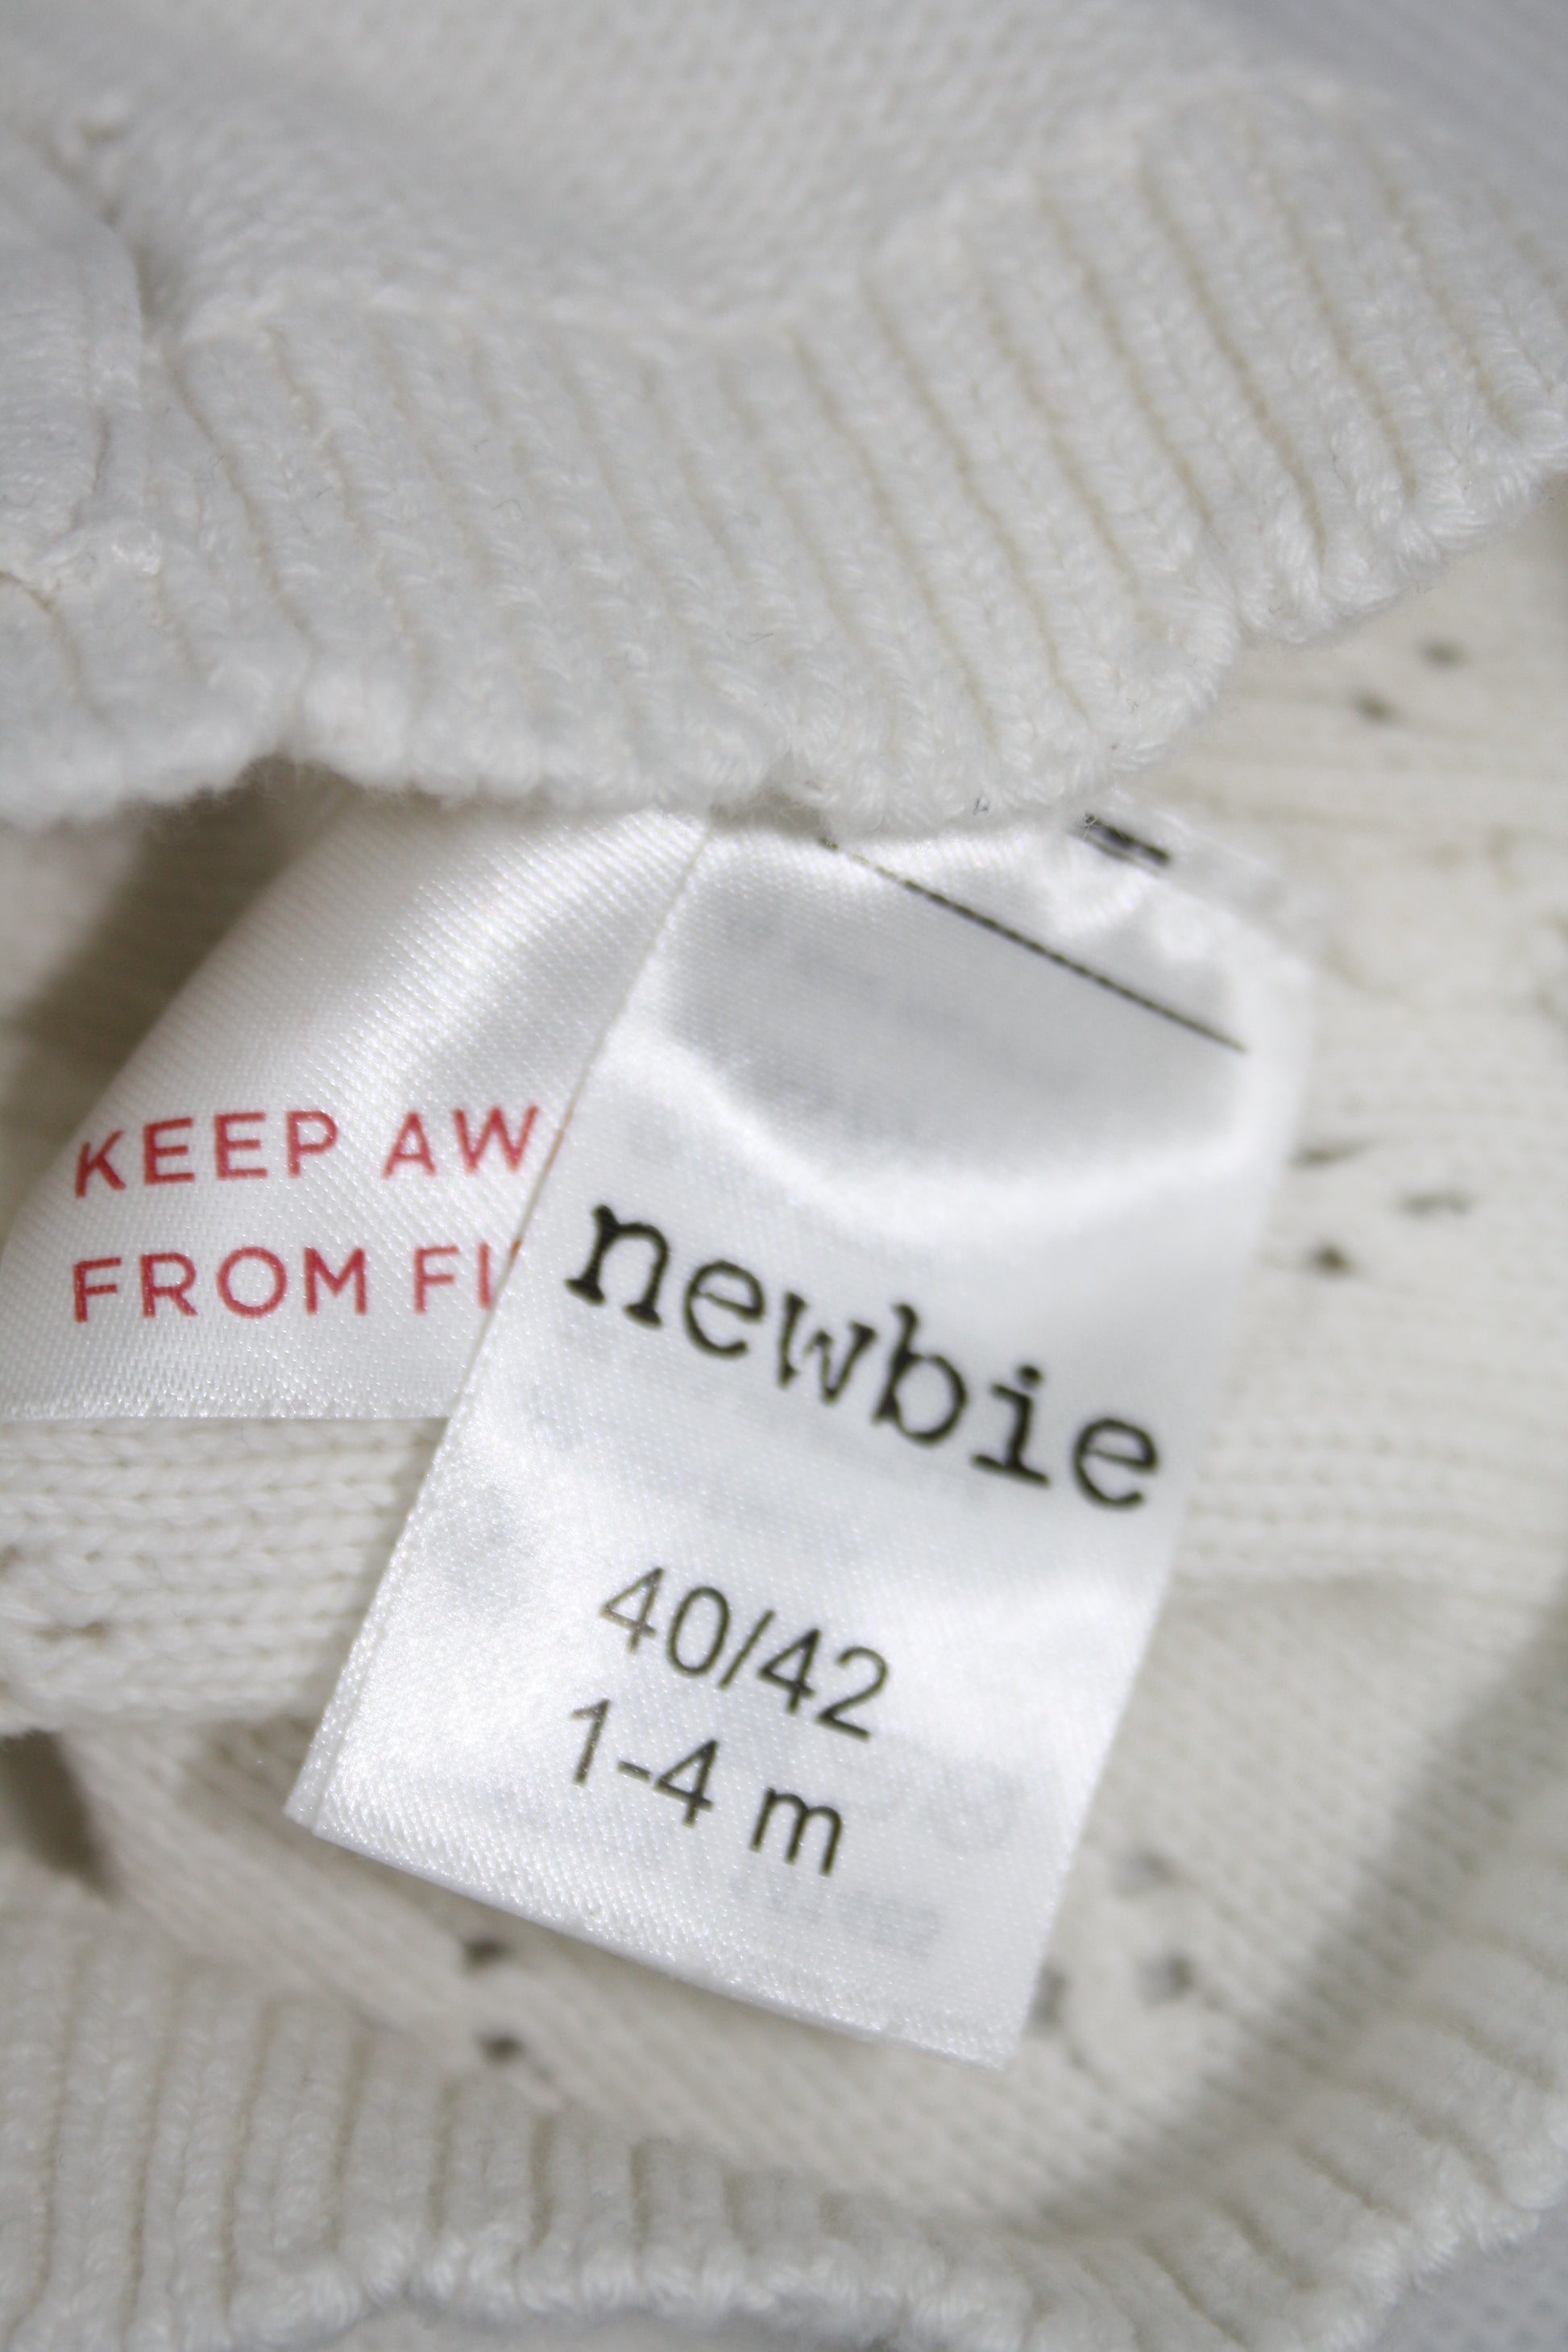 KEEP AW
FROM FI
newbie
40/42
1-4 m